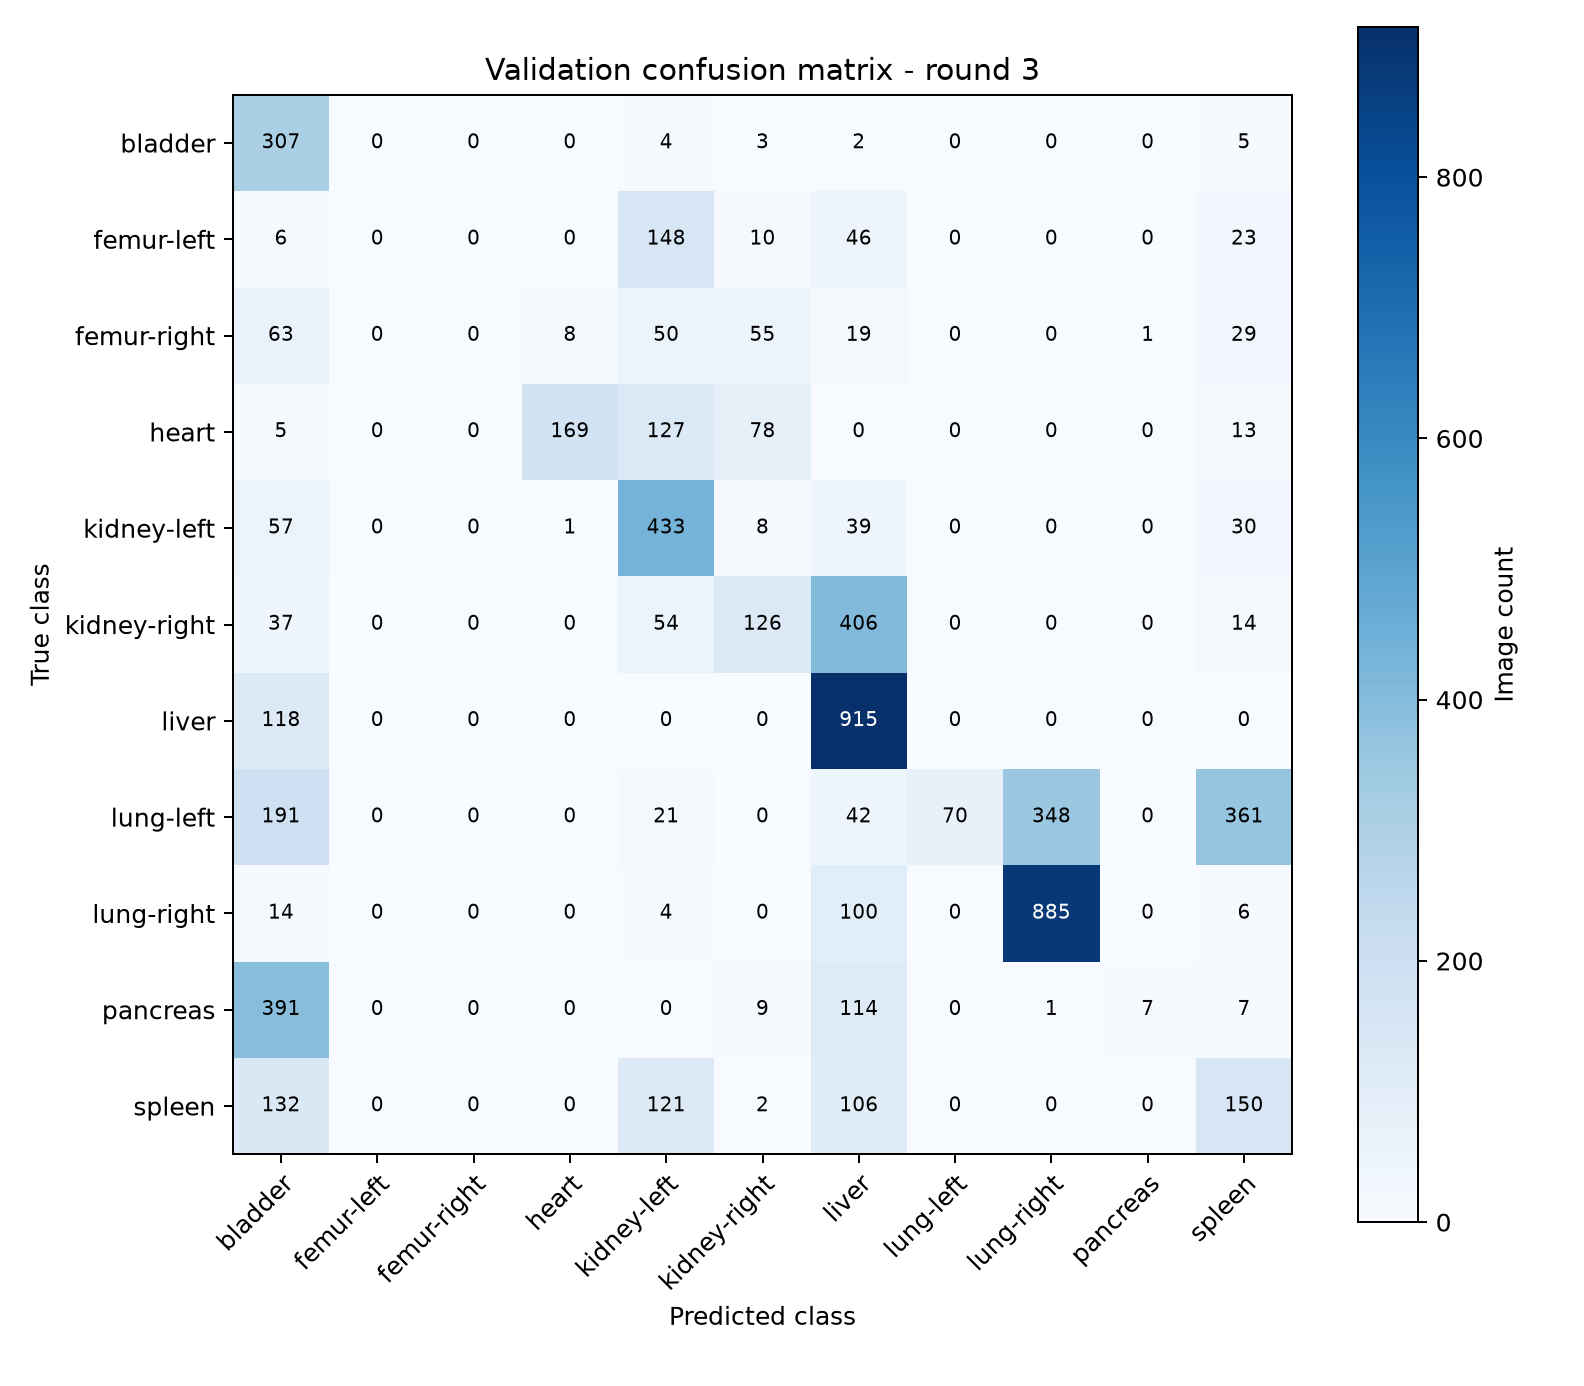 Validation confusion matrix - round 3
bladder 307 0 0 0 4 3 2 0 0 0 5
femur-left 6 0 0 0 148 10 46 0 0 0 23
femur-right 63 0 0 8 50 55 19 0 0 1 29
heart 5 0 0 169 127 78 0 0 0 0 13
kidney-left 57 0 0 1 433 8 39 0 0 0 30
kidney-right 37 0 0 0 54 126 406 0 0 0 14
liver 118 0 0 0 0 0 915 0 0 0 0
lung-left 191 0 0 0 21 0 42 70 348 0 361
lung-right 14 0 0 0 4 0 100 0 885 0 6
pancreas 391 0 0 0 0 9 114 0 1 7 7
spleen 132 0 0 0 121 2 106 0 0 0 150
bladder femur-left femur-right heart kidney-left kidney-right liver lung-left lung-right pancreas spleen
Predicted class
True class
800
600
400
200
0
Image count